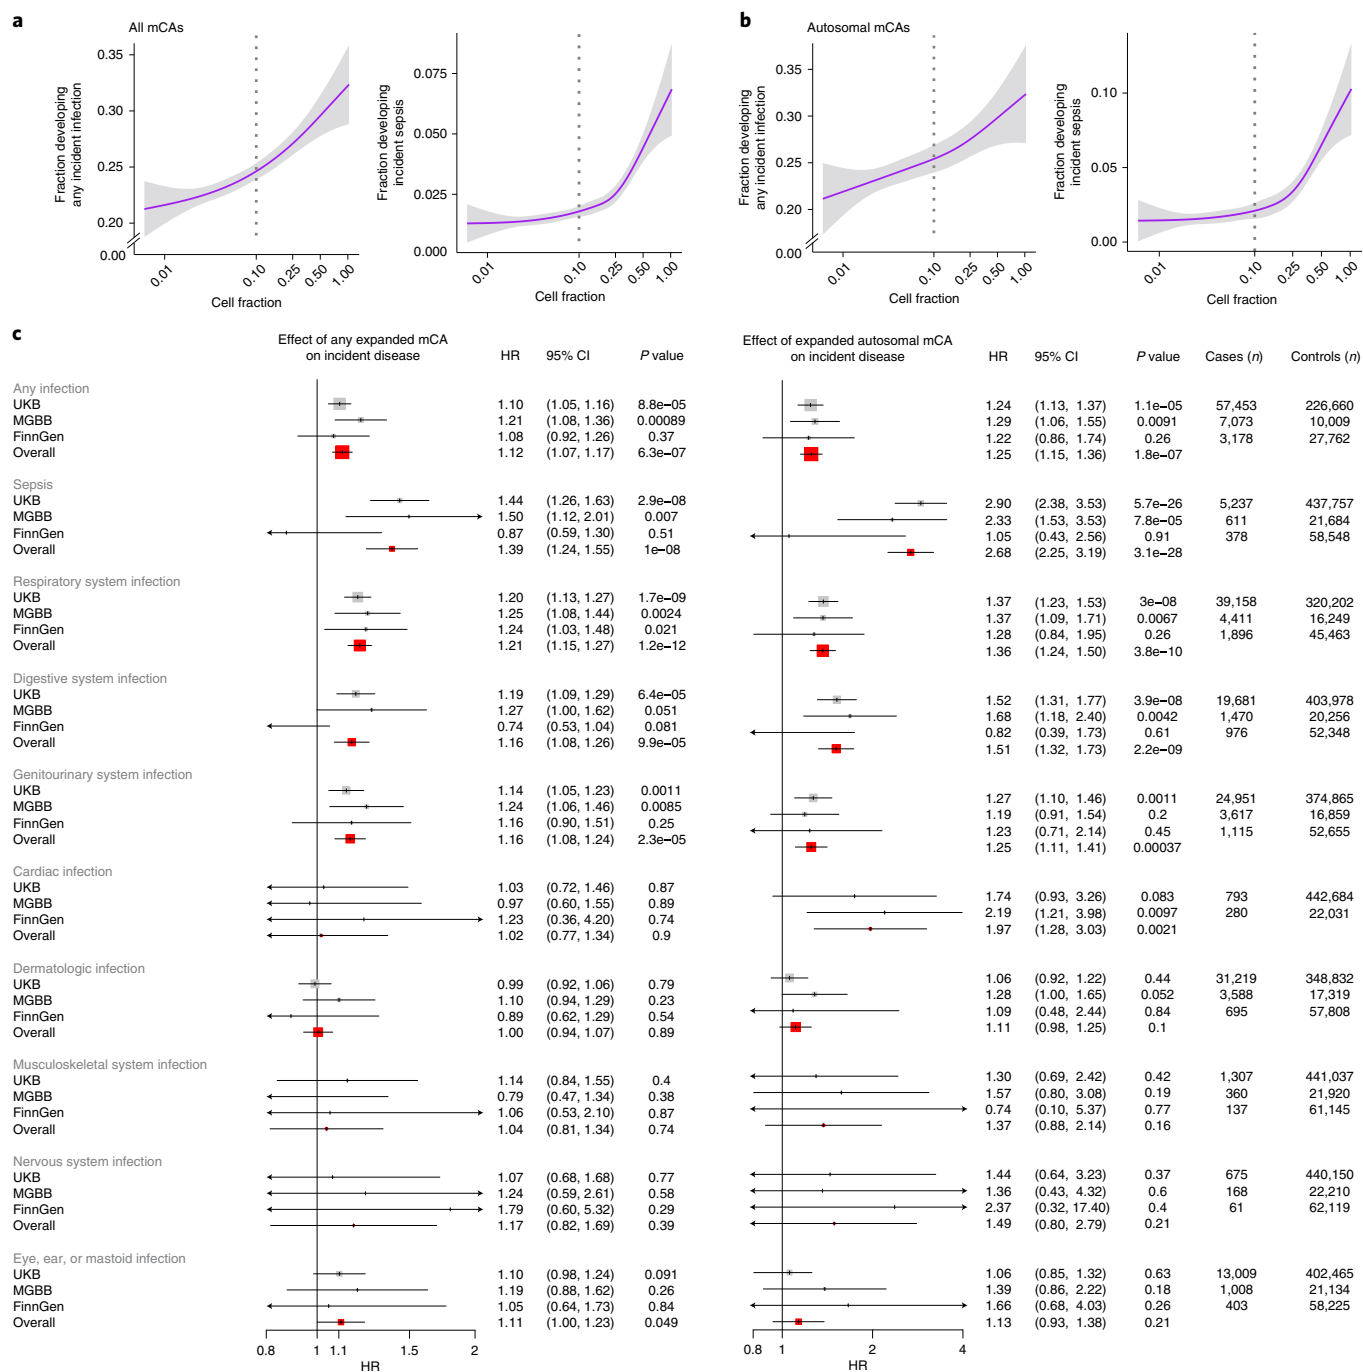 a
All mCAs
Fraction developing
any incident infection
0.35
0.30
0.25
0.20
0.00
0.01
0.10
0.25
0.50
1.00
Cell fraction
Fraction developing
incident sepsis
0.075
0.050
0.025
0.000
0.01
0.10
0.25
0.50
1.00
Cell fraction
b
Autosomal mCAs
Fraction developing
any incident infection
0.35
0.30
0.25
0.20
0.00
0.01
0.10
0.25
0.50
1.00
Cell fraction
Fraction developing
incident sepsis
0.10
0.05
0.00
0.01
0.10
0.25
0.50
1.00
Cell fraction
c
Effect of any expanded mCA
on incident disease
HR 95% CI P value
Effect of expanded autosomal mCA
on incident disease
HR 95% CI P value Cases (n) Controls (n)
Any infection
UKB 1.10 (1.05, 1.16) 8.8e−05 1.24 (1.13, 1.37) 1.1e−05 57,453 226,660
MGBB 1.21 (1.08, 1.36) 0.00089 1.29 (1.06, 1.55) 0.0091 7,073 10,009
FinnGen 1.08 (0.92, 1.26) 0.37 1.22 (0.86, 1.74) 0.26 3,178 27,762
Overall 1.12 (1.07, 1.17) 6.3e−07 1.25 (1.15, 1.36) 1.8e−07
Sepsis
UKB 1.44 (1.26, 1.63) 2.9e−08 2.90 (2.38, 3.53) 5.7e−26 5,237 437,757
MGBB 1.50 (1.12, 2.01) 0.007 2.33 (1.53, 3.53) 7.8e−05 611 21,684
FinnGen 0.87 (0.59, 1.30) 0.51 1.05 (0.43, 2.56) 0.91 378 58,548
Overall 1.39 (1.24, 1.55) 1e−08 2.68 (2.25, 3.19) 3.1e−28
Respiratory system infection
UKB 1.20 (1.13, 1.27) 1.7e−09 1.37 (1.23, 1.53) 3e−08 39,158 320,202
MGBB 1.25 (1.08, 1.44) 0.0024 1.37 (1.09, 1.71) 0.0067 4,411 16,249
FinnGen 1.24 (1.03, 1.48) 0.021 1.28 (0.84, 1.95) 0.26 1,896 45,463
Overall 1.21 (1.15, 1.27) 1.2e−12 1.36 (1.24, 1.50) 3.8e−10
Digestive system infection
UKB 1.19 (1.09, 1.29) 6.4e−05 1.52 (1.31, 1.77) 3.9e−08 19,681 403,978
MGBB 1.27 (1.00, 1.62) 0.051 1.68 (1.18, 2.40) 0.0042 1,470 20,256
FinnGen 0.74 (0.53, 1.04) 0.081 0.82 (0.39, 1.73) 0.61 976 52,348
Overall 1.16 (1.08, 1.26) 9.9e−05 1.51 (1.32, 1.73) 2.2e−09
Genitourinary system infection
UKB 1.14 (1.05, 1.23) 0.0011 1.27 (1.10, 1.46) 0.0011 24,951 374,865
MGBB 1.24 (1.06, 1.46) 0.0085 1.19 (0.91, 1.54) 0.2 3,617 16,859
FinnGen 1.16 (0.90, 1.51) 0.25 1.23 (0.71, 2.14) 0.45 1,115 52,655
Overall 1.16 (1.08, 1.24) 2.3e−05 1.25 (1.11, 1.41) 0.00037
Cardiac infection
UKB 1.03 (0.72, 1.46) 0.87 1.74 (0.93, 3.26) 0.083 793 442,684
MGBB 0.97 (0.60, 1.55) 0.89 2.19 (1.21, 3.98) 0.0097 280 22,031
FinnGen 1.23 (0.36, 4.20) 0.74 1.97 (1.28, 3.03) 0.0021
Overall 1.02 (0.77, 1.34) 0.9
Dermatologic infection
UKB 0.99 (0.92, 1.06) 0.79 1.06 (0.92, 1.22) 0.44 31,219 348,832
MGBB 1.10 (0.94, 1.29) 0.23 1.28 (1.00, 1.65) 0.052 3,588 17,319
FinnGen 0.89 (0.62, 1.29) 0.54 1.09 (0.48, 2.44) 0.84 695 57,808
Overall 1.00 (0.94, 1.07) 0.89 1.11 (0.98, 1.25) 0.1
Musculoskeletal system infection
UKB 1.14 (0.84, 1.55) 0.4 1.30 (0.69, 2.42) 0.42 1,307 441,037
MGBB 0.79 (0.47, 1.34) 0.38 1.57 (0.80, 3.08) 0.19 360 21,920
FinnGen 1.06 (0.53, 2.10) 0.87 0.74 (0.10, 5.37) 0.77 137 61,145
Overall 1.04 (0.81, 1.34) 0.74 1.37 (0.88, 2.14) 0.16
Nervous system infection
UKB 1.07 (0.68, 1.68) 0.77 1.44 (0.64, 3.23) 0.37 675 440,150
MGBB 1.24 (0.59, 2.61) 0.58 1.36 (0.43, 4.32) 0.6 168 22,210
FinnGen 1.79 (0.60, 5.32) 0.29 2.37 (0.32, 17.40) 0.4 61 62,119
Overall 1.17 (0.82, 1.69) 0.39 1.49 (0.80, 2.79) 0.21
Eye, ear, or mastoid infection
UKB 1.10 (0.98, 1.24) 0.091 1.06 (0.85, 1.32) 0.63 13,009 402,465
MGBB 1.19 (0.88, 1.62) 0.26 1.39 (0.86, 2.22) 0.18 1,008 21,134
FinnGen 1.05 (0.64, 1.73) 0.84 1.66 (0.68, 4.03) 0.26 403 58,225
Overall 1.11 (1.00, 1.23) 0.049 1.13 (0.93, 1.38) 0.21
0.8 1 1.1 1.5 2
HR
0.8 1 2 4
HR